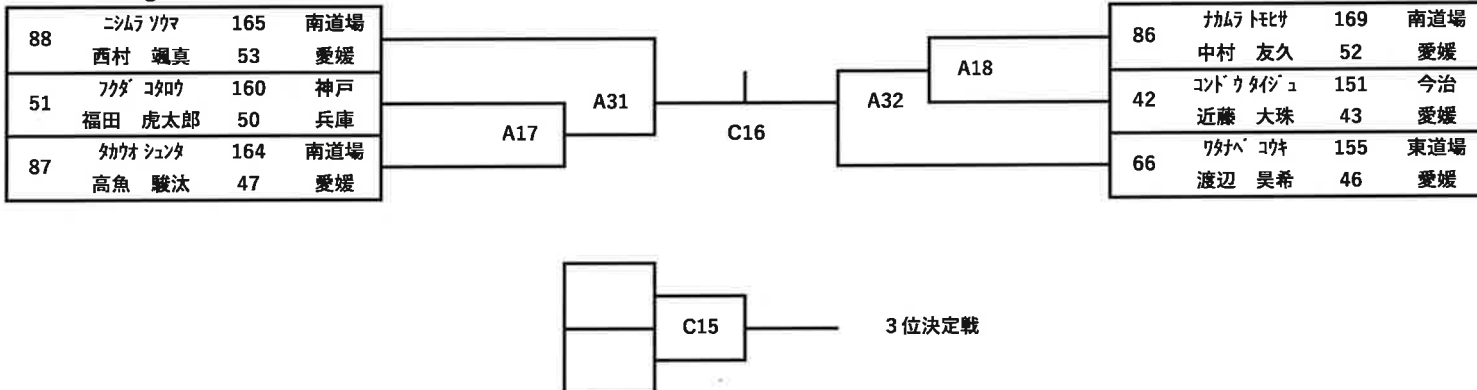 88 ﾆｼﾑﾗ ｿｳﾏ 165 南道場
西村 颯真 53 愛媛
51 ﾌｸﾀﾞ ｺﾀﾛｳ 160 神戸
福田 虎太郎 50 兵庫
87 ﾀｶｳｵ ｼｭﾝﾀ 164 南道場
高魚 駿汰 47 愛媛
A17
A31
C16
A32
A18
86 ﾅｶﾑﾗ ﾄﾓﾋｻ 169 南道場
中村 友久 52 愛媛
42 ｺﾝﾄﾞｳ ﾀｲｼﾞｭ 151 今治
近藤 大珠 43 愛媛
66 ﾜﾀﾅﾍﾞ ｺｳｷ 155 東道場
渡辺 昊希 46 愛媛
C15 3位決定戦